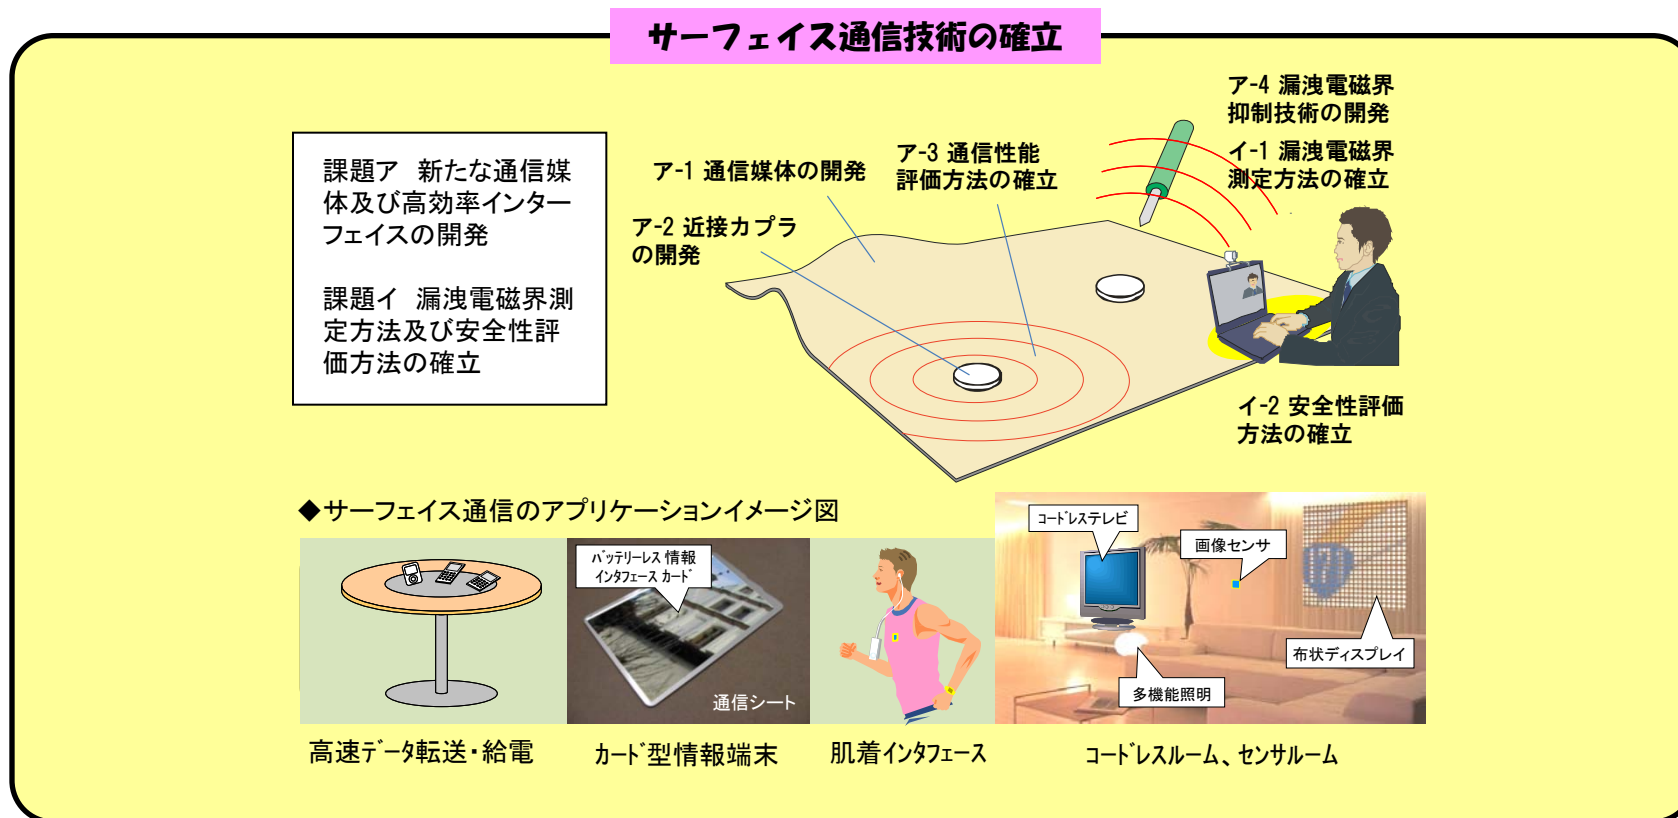 サーフェイス通信技術の確立
課題ア 新たな通信媒
体及び高効率インター
フェイスの開発
課題イ 漏洩電磁界測
定方法及び安全性評
価方法の確立
ア-1 通信媒体の開発
ア-2 近接カプラ
の開発
ア-3 通信性能
評価方法の確立
ア-4 漏洩電磁界
抑制技術の開発
イ-1 漏洩電磁界
測定方法の確立
イ-2 安全性評価
方法の確立
◆サーフェイス通信のアプリケーションイメージ図
バッテリーレス 情報
インタフェース カード
通信シート
コードレステレビ
画像センサ
布状ディスプレイ
多機能照明
高速データ転送・給電
カード型情報端末
肌着インタフェース
コードレスルーム、センサルーム